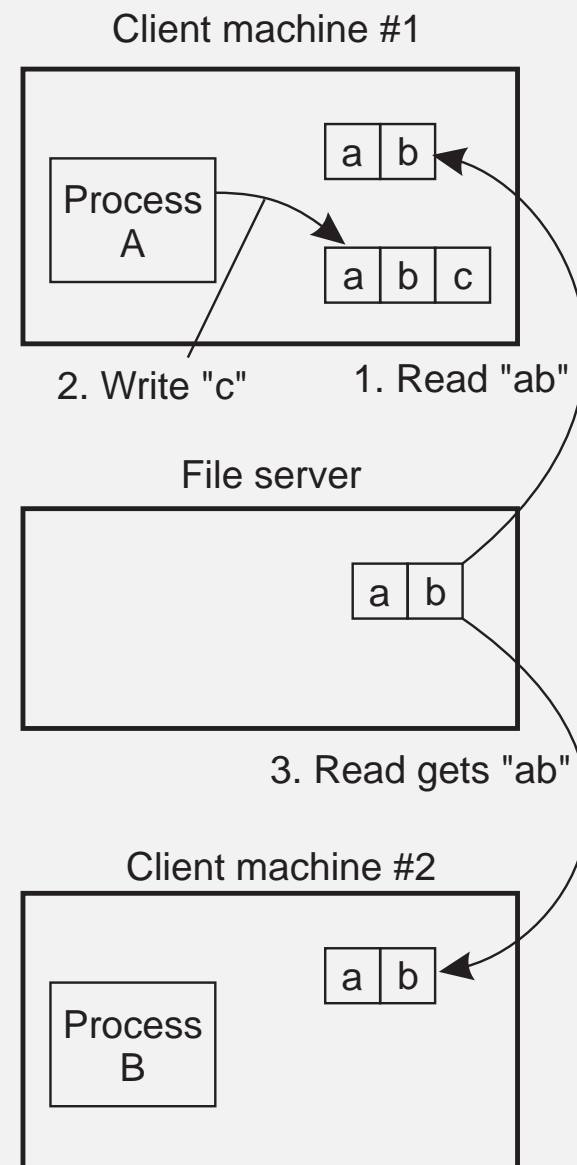 Client machine #1
a b
Process
A
a b c
2. Write "c"
1. Read "ab"
File server
a b
3. Read gets "ab"
Client machine #2
a b
Process
B